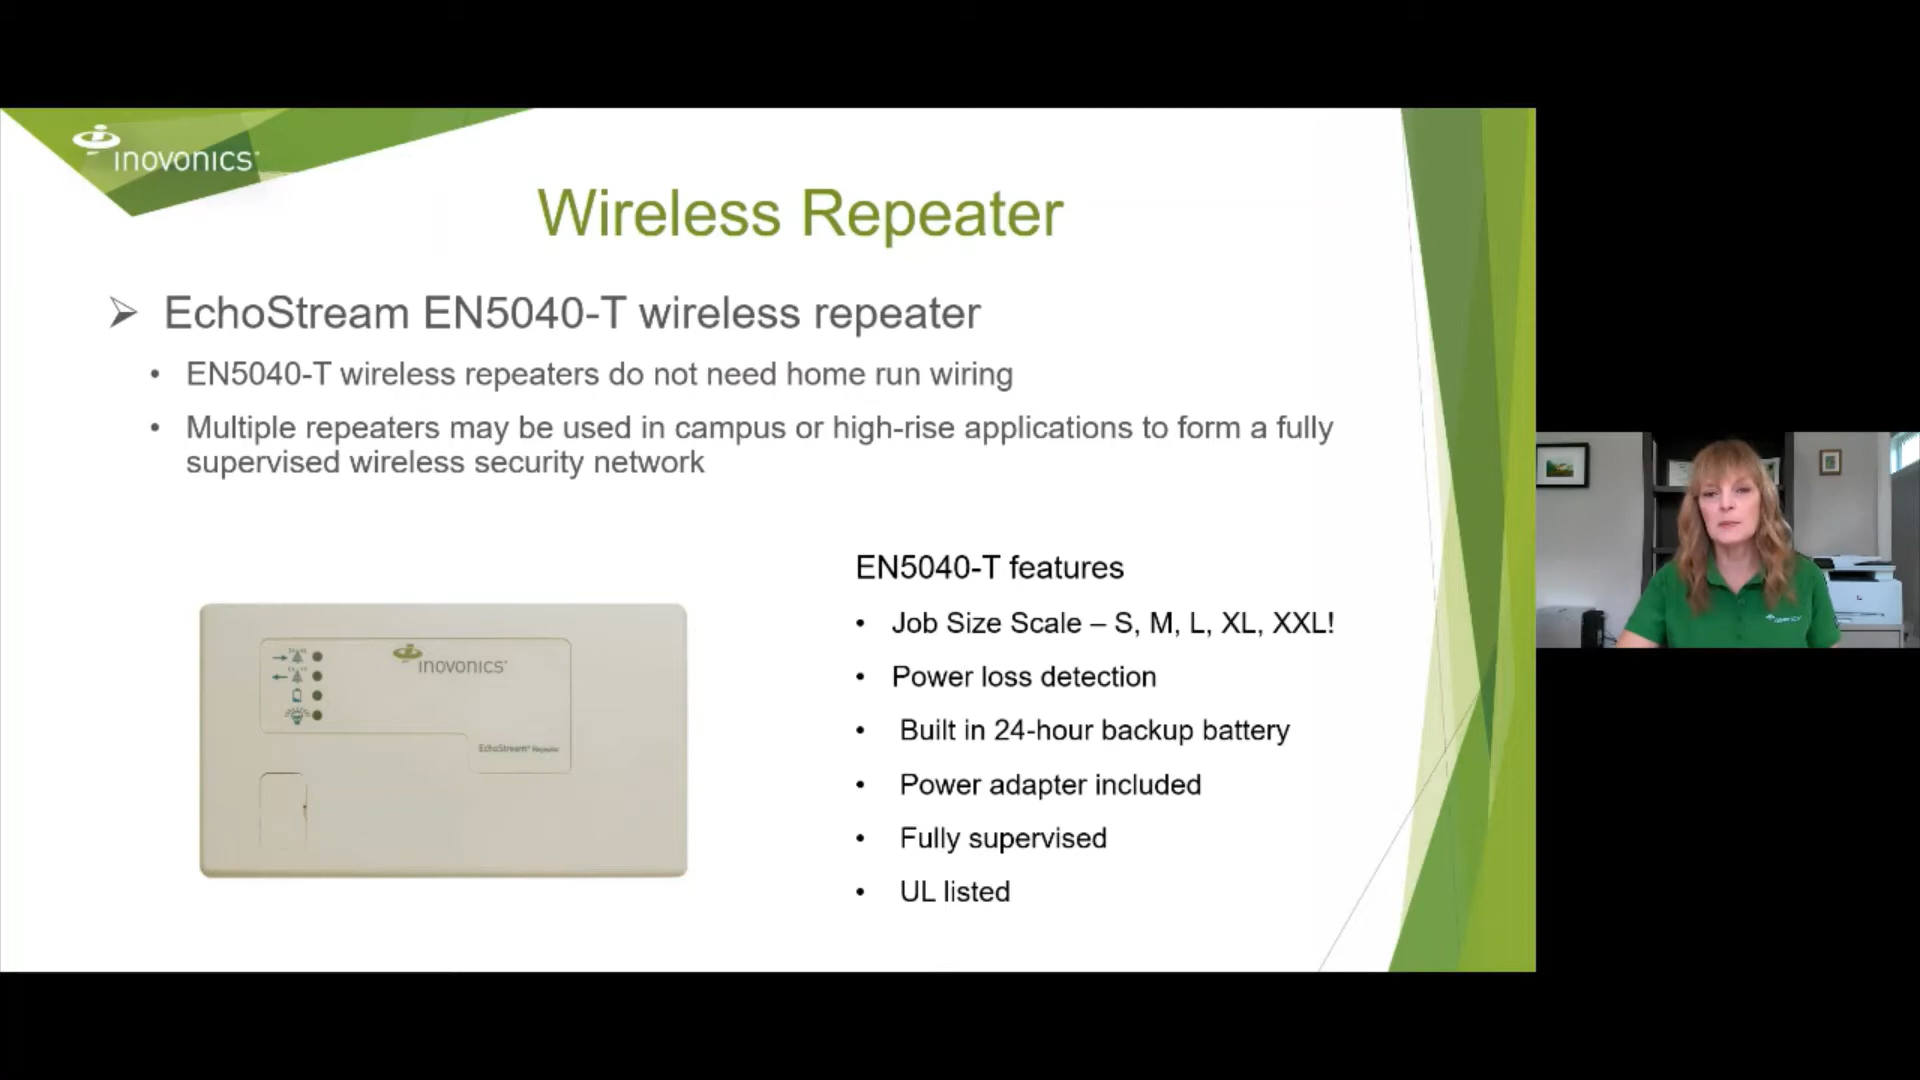 inovonics
Wireless Repeater
EchoStream EN5040-T wireless repeater
• EN5040-T wireless repeaters do not need home run wiring
• Multiple repeaters may be used in campus or high-rise applications to form a fully
supervised wireless security network
EN5040-T features
• Job Size Scale – S, M, L, XL, XXL!
• Power loss detection
• Built in 24-hour backup battery
• Power adapter included
• Fully supervised
• UL listed
inovonics
EchoStream® Repeater